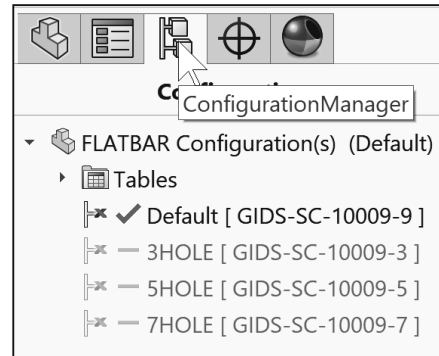 Co
ConfigurationManager
FLATBAR Configuration(s) (Default)
Tables
Default [ GIDS-SC-10009-9 ]
3HOLE [ GIDS-SC-10009-3 ]
5HOLE [ GIDS-SC-10009-5 ]
7HOLE [ GIDS-SC-10009-7 ]